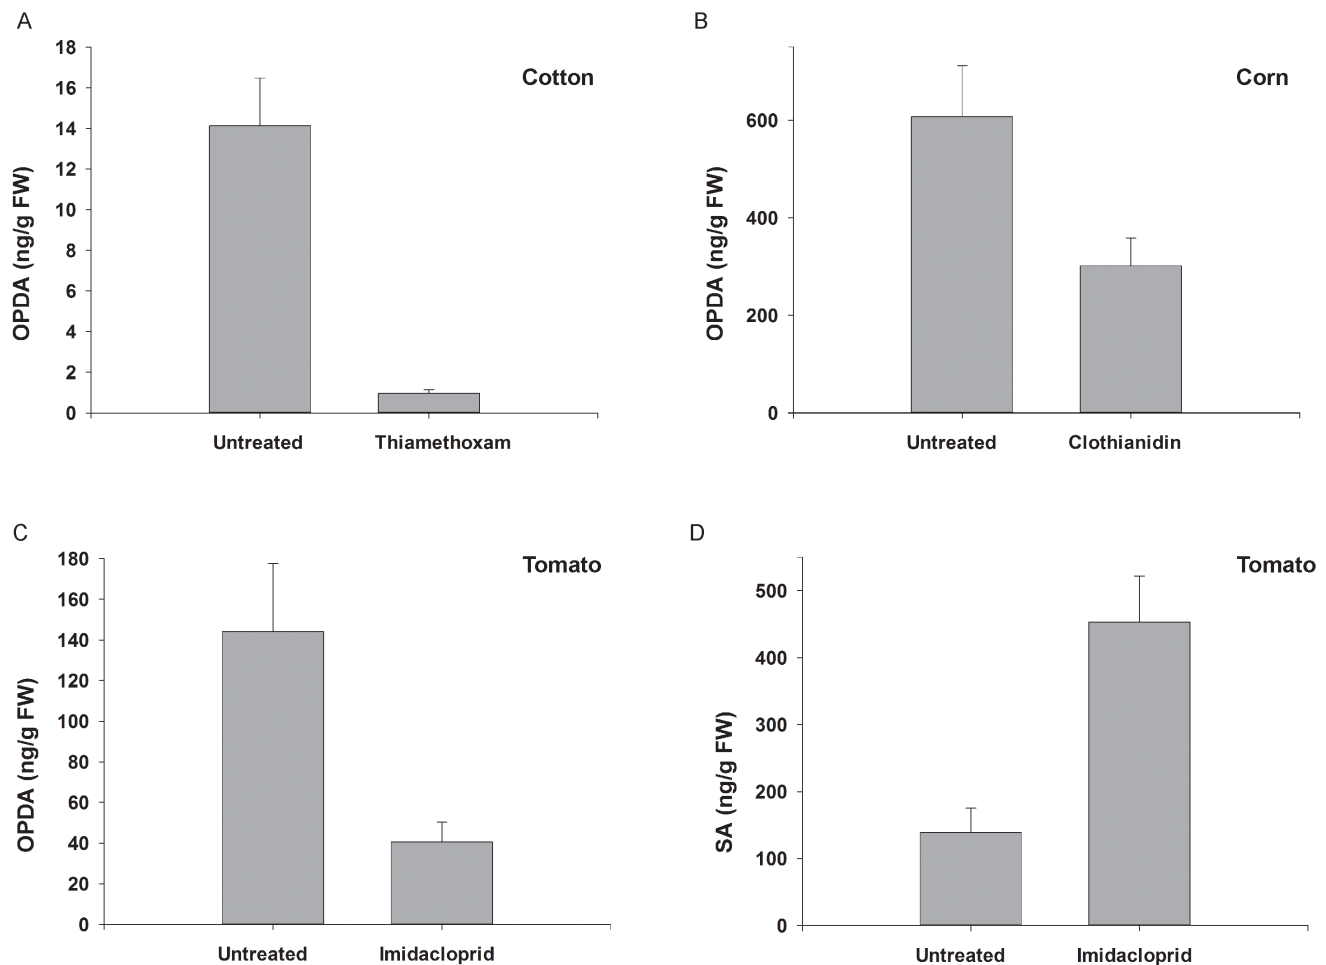 A
Cotton
OPDA (ng/g FW)
18
16
14
12
10
8
6
4
2
0
Untreated Thiamethoxam
B
Corn
OPDA (ng/g FW)
600
400
200
0
Untreated Clothianidin
C
Tomato
OPDA (ng/g FW)
180
160
140
120
100
80
60
40
20
0
Untreated Imidacloprid
D
Tomato
SA (ng/g FW)
500
400
300
200
100
0
Untreated Imidacloprid